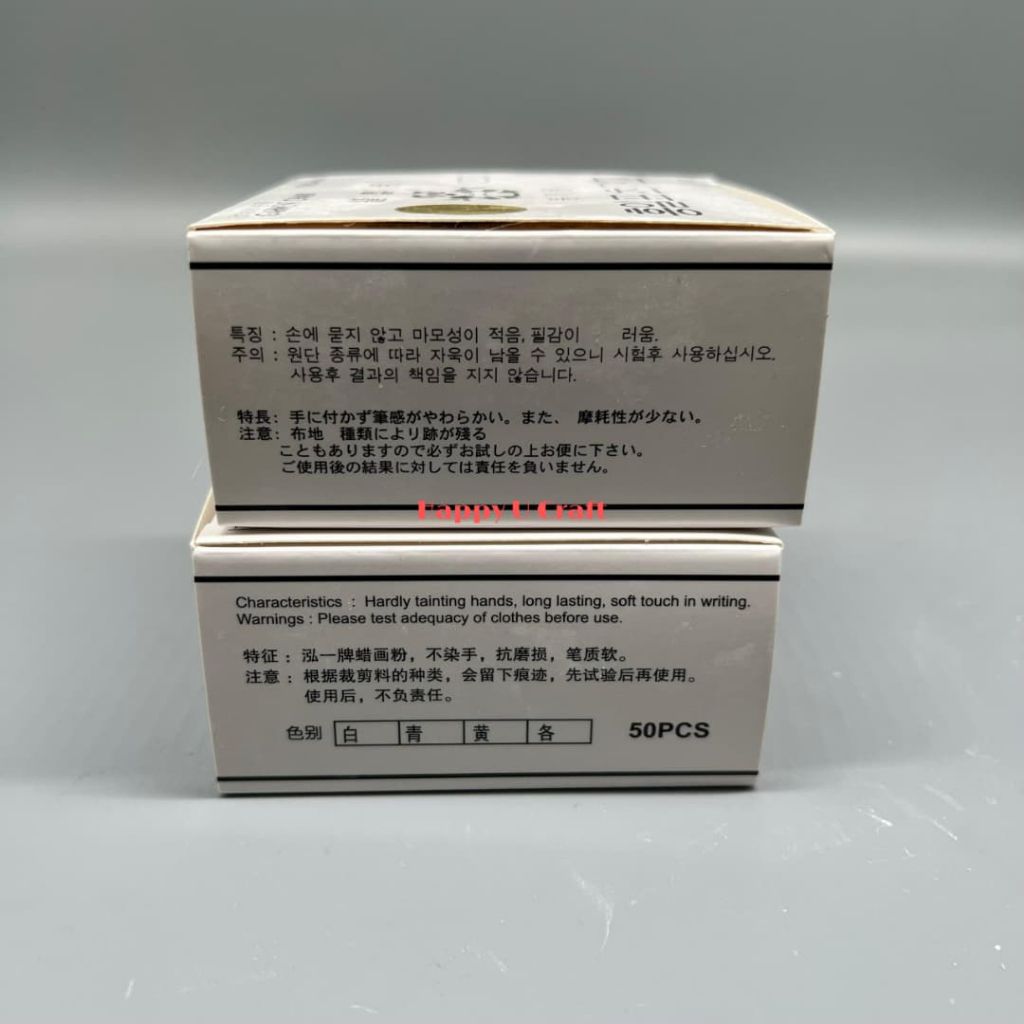 특징 : 손에 묻지 않고 마모성이 적음, 필감이 러움.
주의 : 원단 종류에 따라 자욱이 남을 수 있으니 시험후 사용하십시오.
사용후 결과의 책임을 지지 않습니다.
特長: 手に付かず筆感がやわらかい。また、 摩耗性が少ない。
注意: 布地 種類により跡が残る
こともありますので必ずお試しの上お使に下さい。
ご使用後の結果に対しては責任を負いません。
Happy U Craft
Characteristics : Hardly tainting hands, long lasting, soft touch in writing.
Warnings : Please test adequacy of clothes before use.
特征 : 泓一牌蜡画粉，不染手，抗磨损，笔质软。
注意 : 根据裁剪料的种类，会留下痕迹，先试验后再使用。
使用后，不负责任。
色别 白 青 黄 各 50PCS